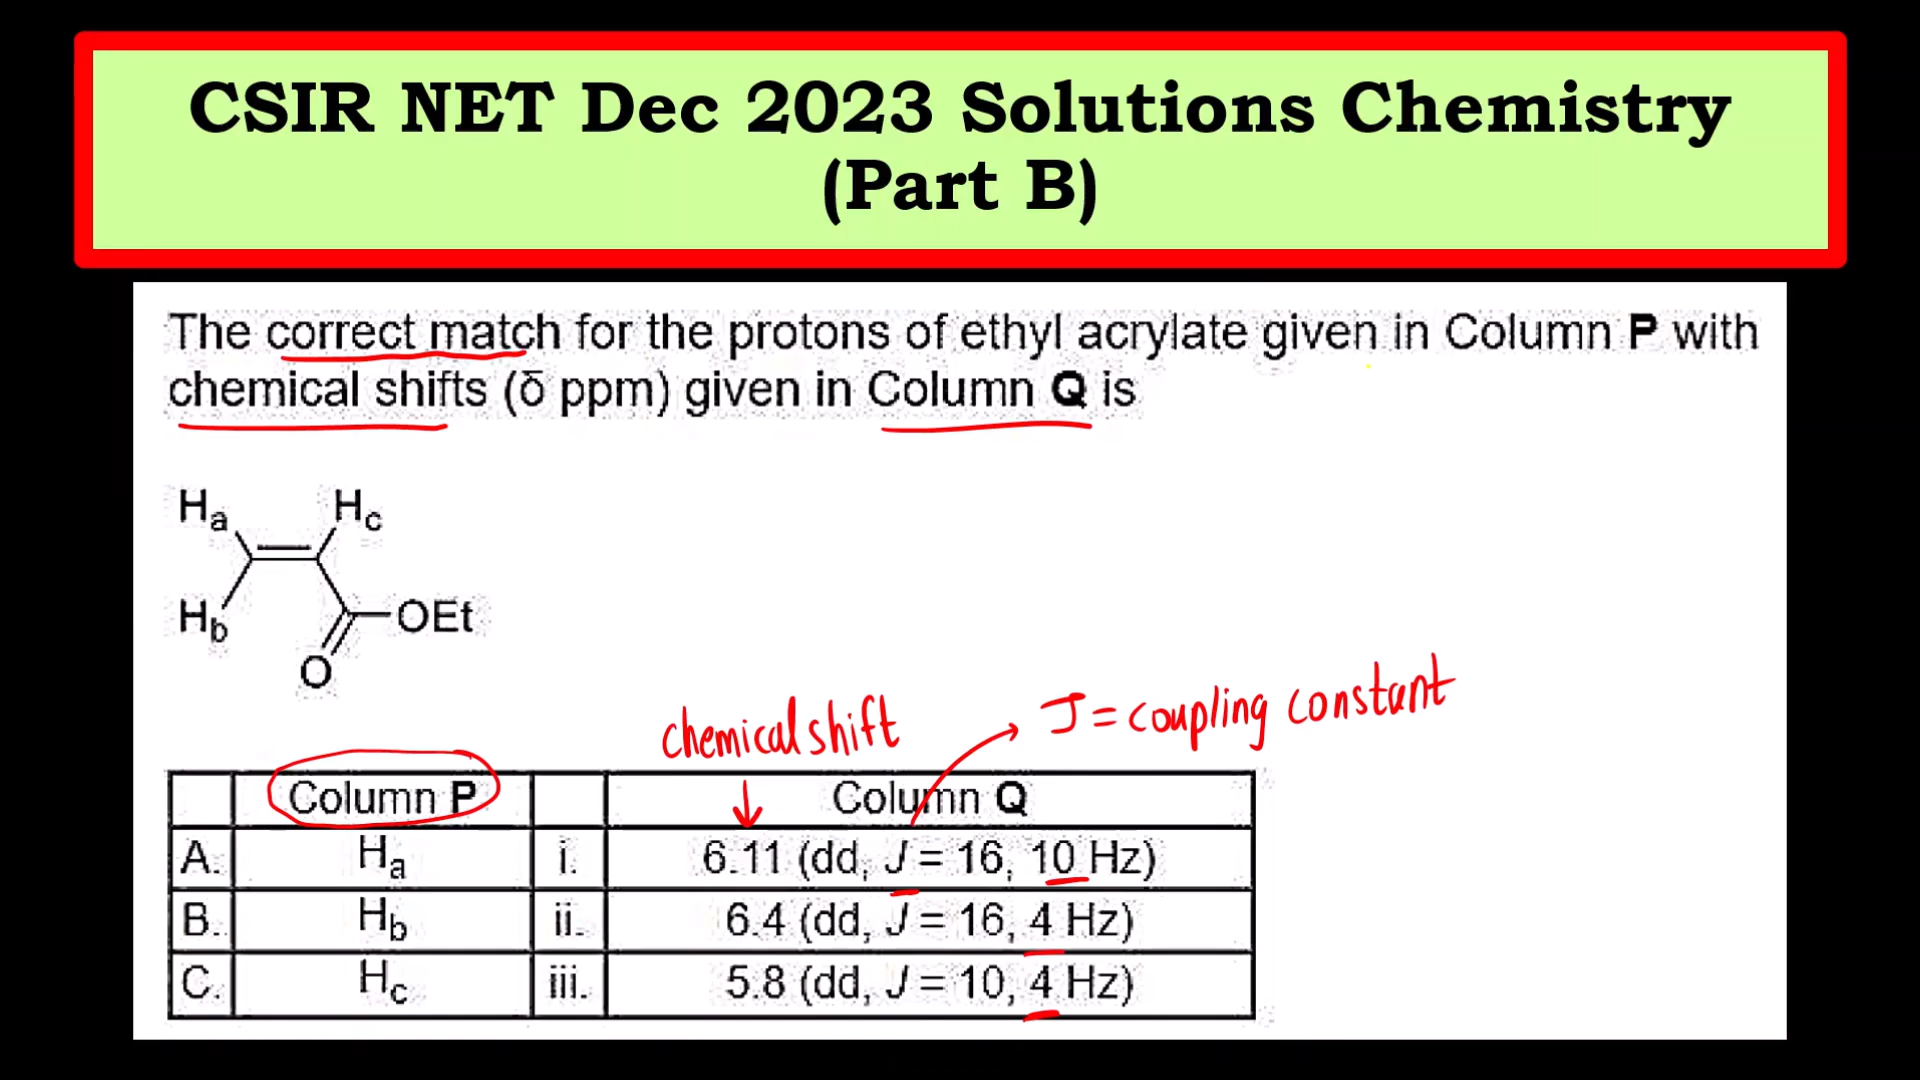 CSIR NET Dec 2023 Solutions Chemistry
(Part B)
The correct match for the protons of ethyl acrylate given in Column P with
chemical shifts (δ ppm) given in Column Q is
Ha Hc
Hb OEt
O
chemical shift J = coupling constant
Column P Column Q
A. Ha i. 6.11 (dd, J = 16, 10 Hz)
B. Hb ii. 6.4 (dd, J = 16, 4 Hz)
C. Hc iii. 5.8 (dd, J = 10, 4 Hz)